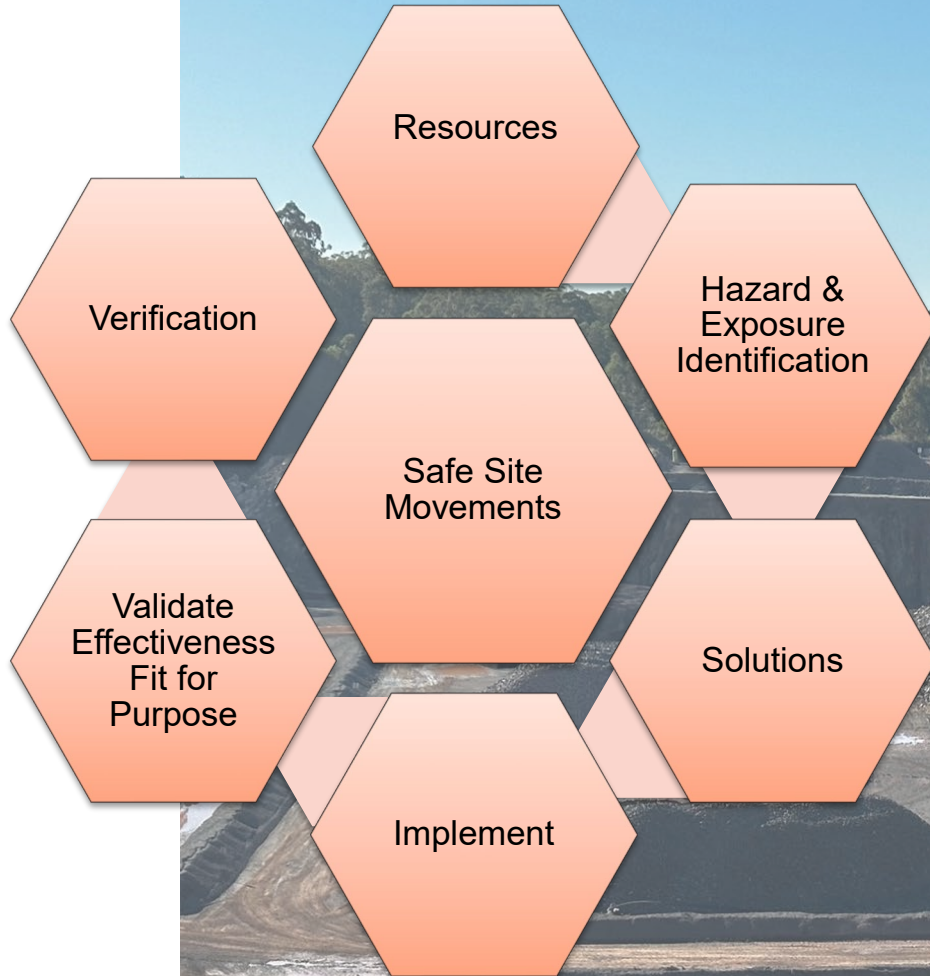 Resources
Hazard &
Exposure
Identification
Solutions
Implement
Validate
Effectiveness
Fit for
Purpose
Verification
Safe Site
Movements